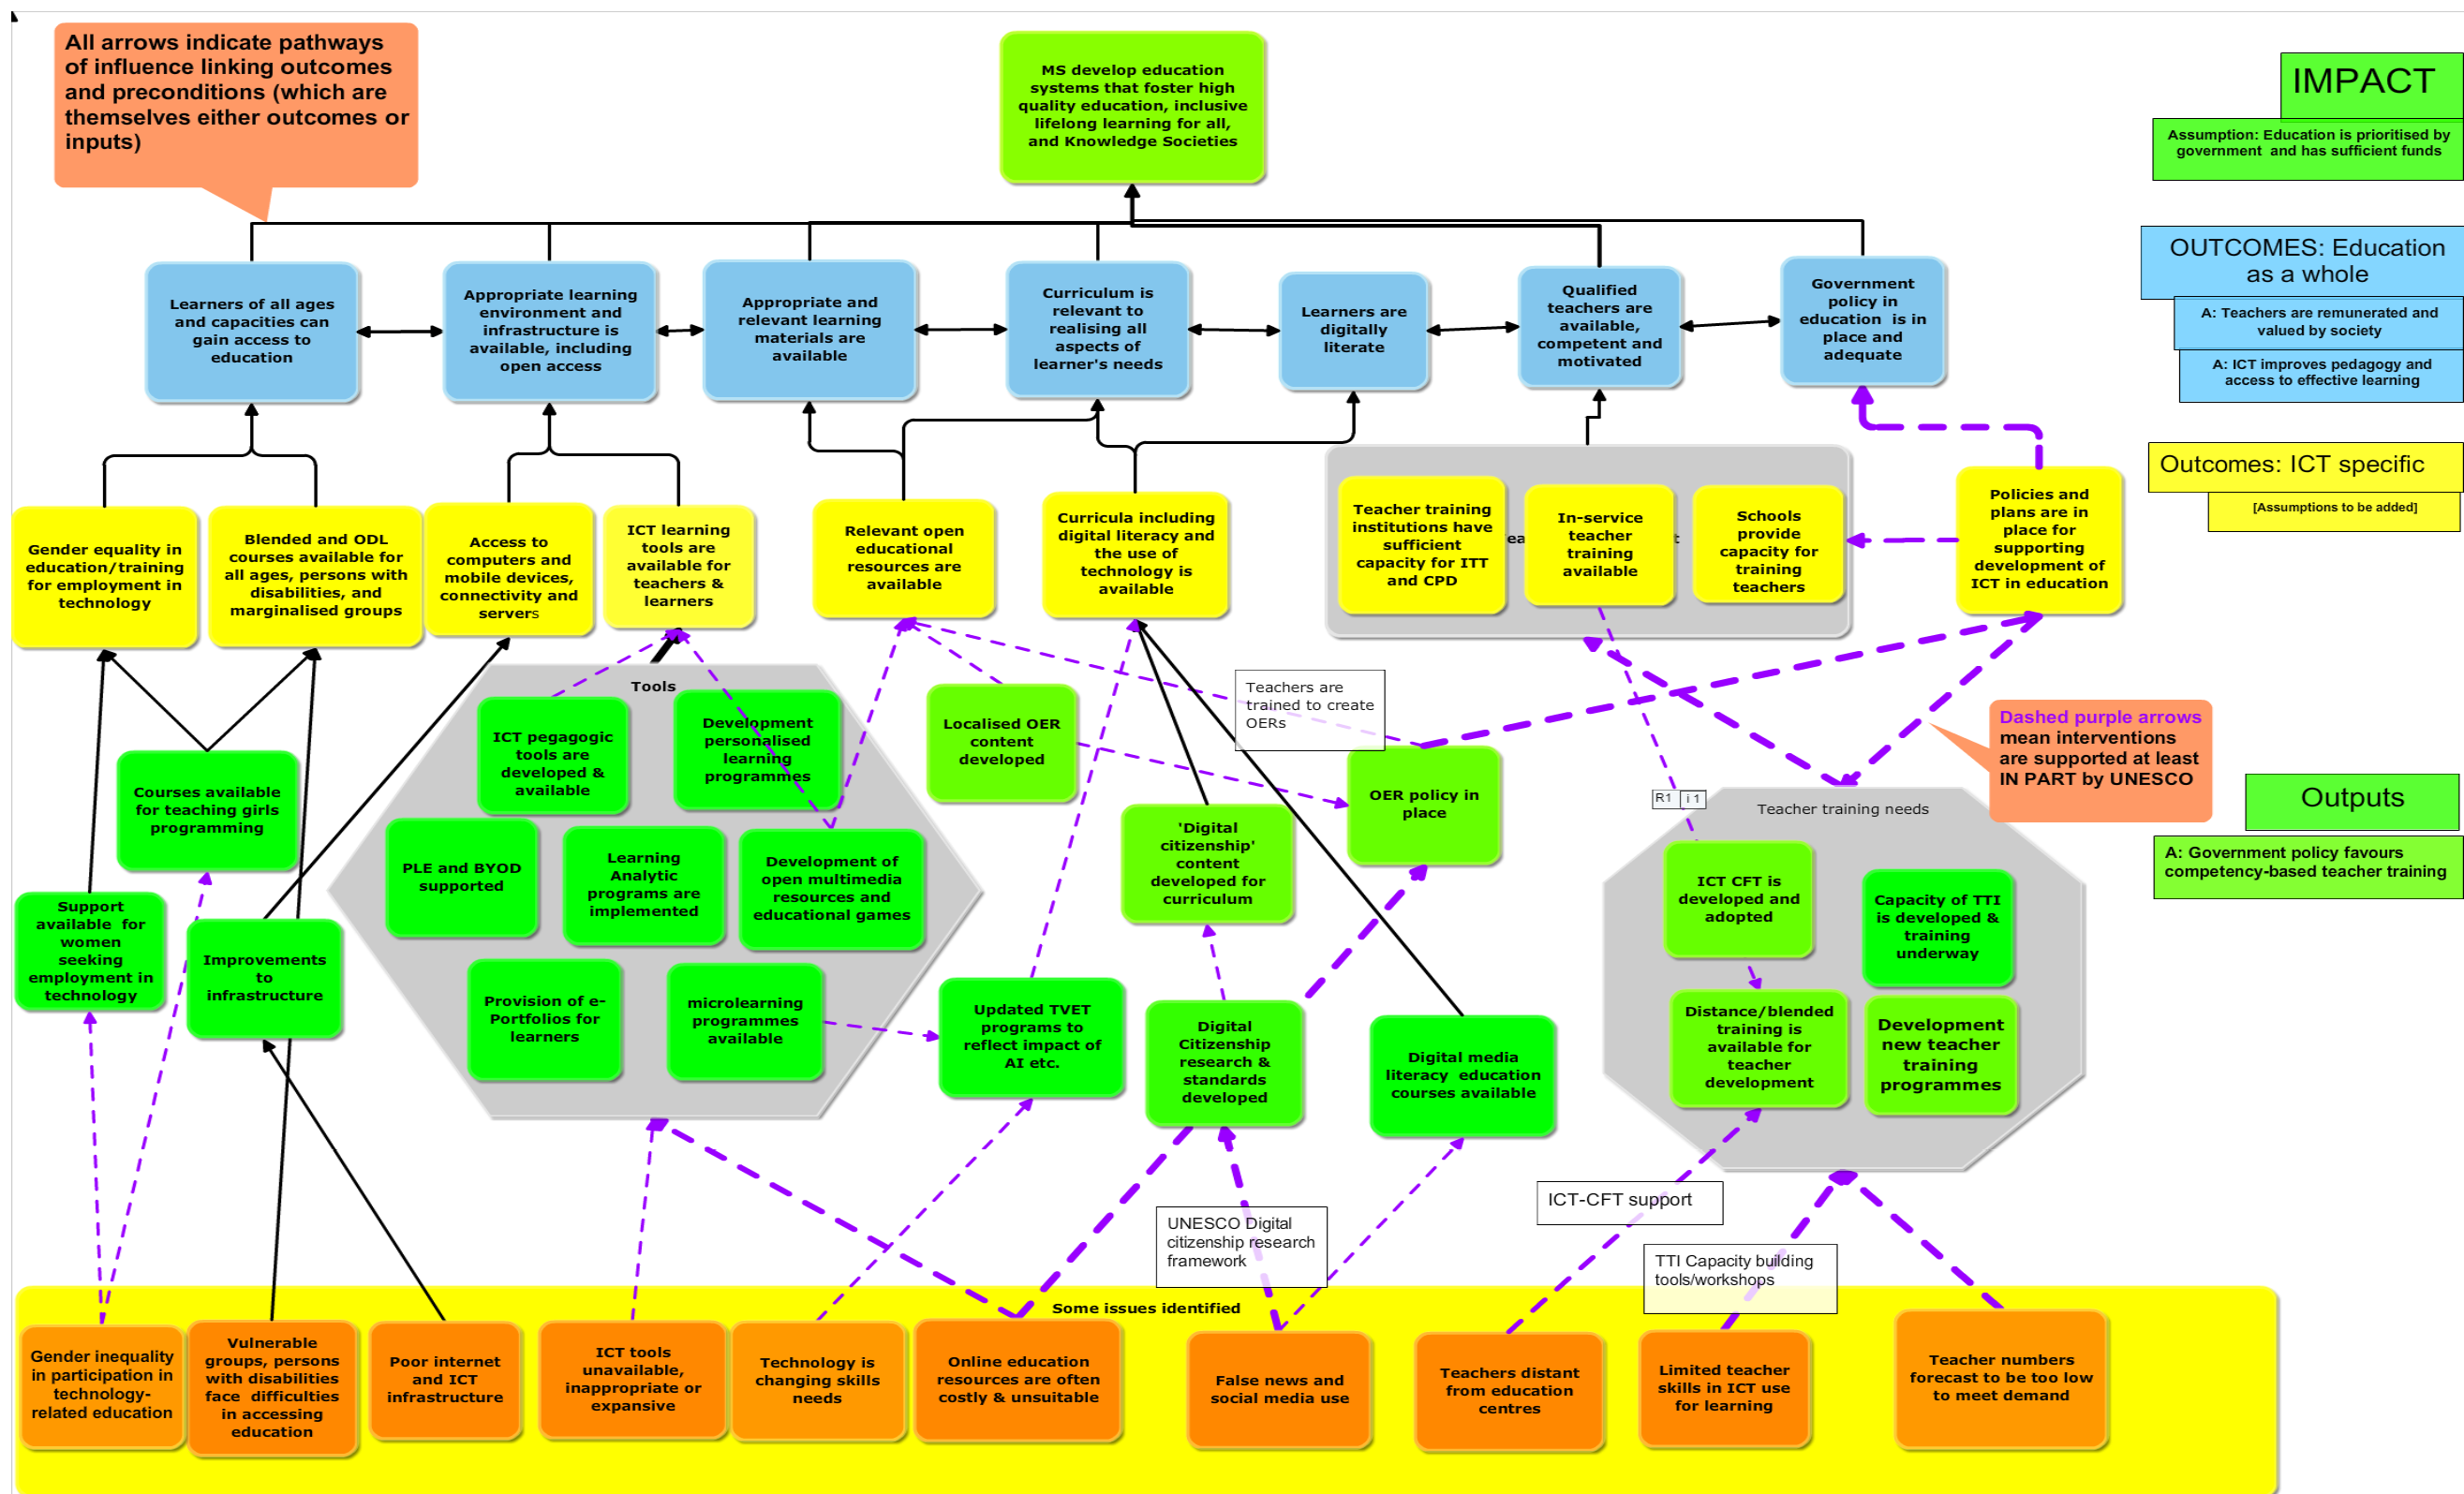 All arrows indicate pathways
of influence linking outcomes
and preconditions (which are
themselves either outcomes or
inputs)
MS develop education
systems that foster high
quality education, inclusive
lifelong learning for all,
and Knowledge Societies
IMPACT
Assumption: Education is prioritised by
government and has sufficient funds
OUTCOMES: Education
as a whole
A: Teachers are remunerated and
valued by society
A: ICT improves pedagogy and
access to effective learning
Learners of all ages
and capacities can
gain access to
education
Appropriate learning
environment and
infrastructure is
available, including
open access
Appropriate and
relevant learning
materials are
available
Curriculum is
relevant to
realising all
aspects of
learner's needs
Learners are
digitally
literate
Qualified
teachers are
available,
competent and
motivated
Government
policy in
education is in
place and
adequate
Outcomes: ICT specific
[Assumptions to be added]
Gender equality in
education/training
for employment in
technology
Blended and ODL
courses available for
all ages, persons with
disabilities, and
marginalised groups
Access to
computers and
mobile devices,
connectivity and
servers
ICT learning
tools are
available for
teachers &
learners
Relevant open
educational
resources are
available
Curricula including
digital literacy and
the use of
technology is
available
Teacher training
institutions have
sufficient
capacity for ITT
and CPD
In-service
teacher
training
available
Schools
provide
capacity for
training
teachers
Policies and
plans are in
place for
supporting
development of
ICT in education
Teachers are
trained to create
OERs
Dashed purple arrows
mean interventions
are supported at least
IN PART by UNESCO
Outputs
A: Government policy favours
competency-based teacher training
Courses available
for teaching girls
programming
Support
available for
women
seeking
employment in
technology
Improvements
to
infrastructure
Tools
ICT pegagogic
tools are
developed &
available
Development
personalised
learning
programmes
PLE and BYOD
supported
Learning
Analytic
programs are
implemented
Development of
open multimedia
resources and
educational games
Provision of e-
Portfolios for
learners
microlearning
programmes
available
Localised OER
content
developed
OER policy in
place
'Digital
citizenship'
content
developed for
curriculum
Updated TVET
programs to
reflect impact of
AI etc.
Digital
Citizenship
research &
standards
developed
Digital media
literacy education
courses available
R1 i 1
Teacher training needs
ICT CFT is
developed and
adopted
Capacity of TTI
is developed &
training
underway
Distance/blended
training is
available for
teacher
development
Development
new teacher
training
programmes
UNESCO Digital
citizenship research
framework
ICT-CFT support
TTI Capacity building
tools/workshops
Some issues identified
Gender inequality
in participation in
technology-
related education
Vulnerable
groups, persons
with disabilities
face difficulties
in accessing
education
Poor internet
and ICT
infrastructure
ICT tools
unavailable,
inappropriate or
expansive
Technology is
changing skills
needs
Online education
resources are often
costly & unsuitable
False news and
social media use
Teachers distant
from education
centres
Limited teacher
skills in ICT use
for learning
Teacher numbers
forecast to be too low
to meet demand